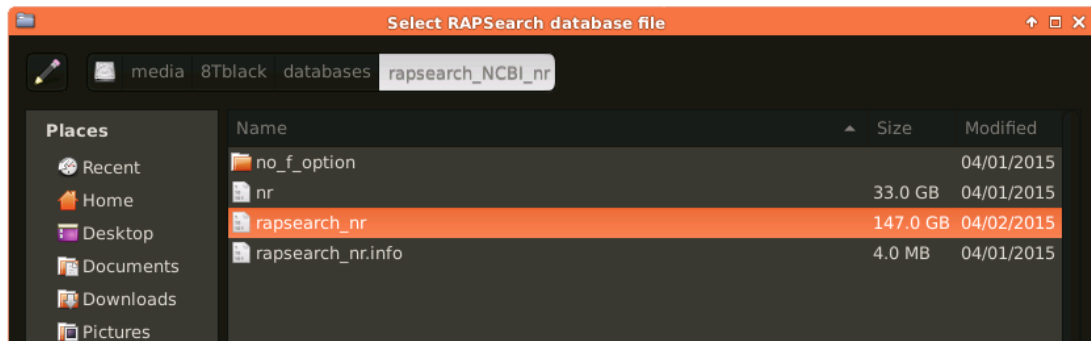 Select RAPSearch database file
media 8Tblack databases rapsearch_NCBI_nr
Places
Recent
Home
Desktop
Documents
Downloads
Pictures
Name Size Modified
no_f_option 04/01/2015
nr 33.0 GB 04/01/2015
rapsearch_nr 147.0 GB 04/02/2015
rapsearch_nr.info 4.0 MB 04/01/2015